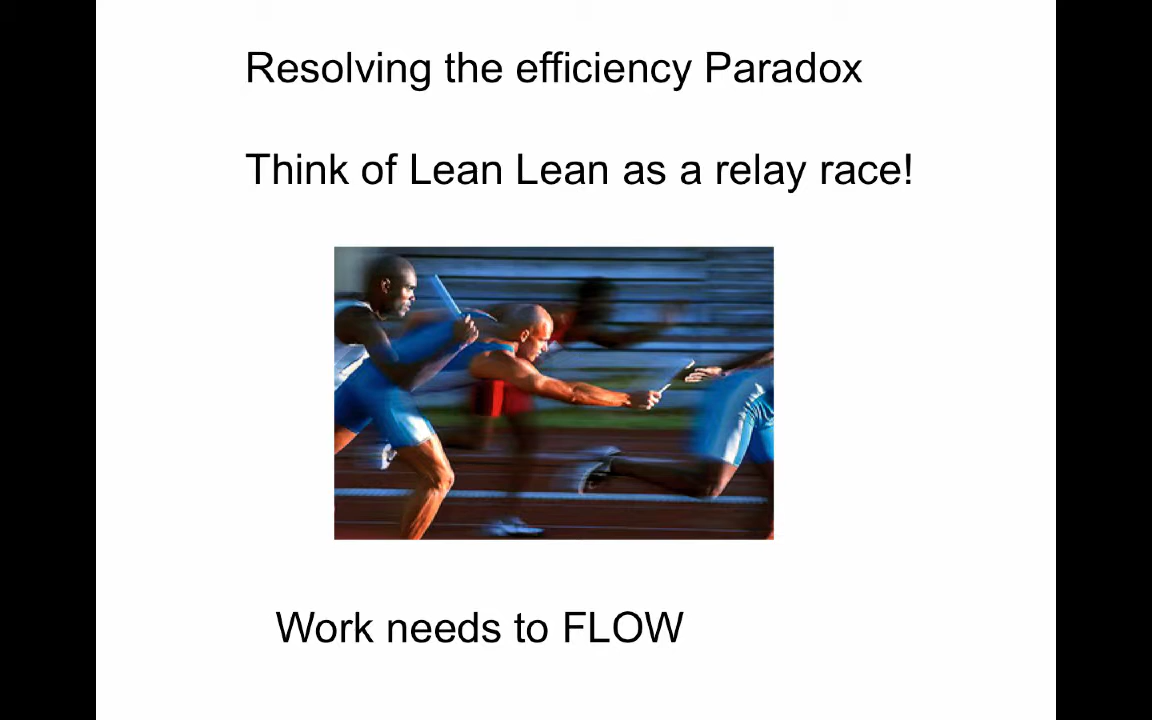 Resolving the efficiency Paradox
Think of Lean Lean as a relay race!
Work needs to FLOW